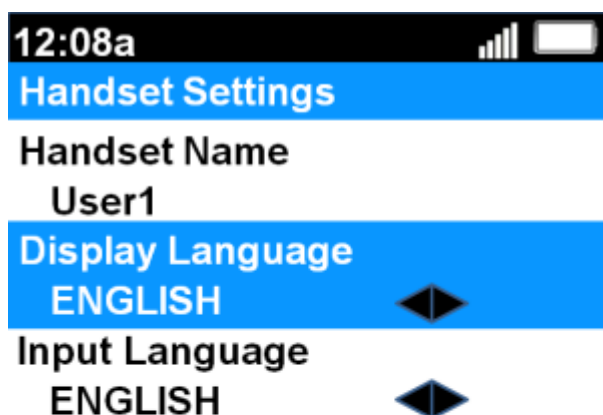 12:08a
Handset Settings
Handset Name
User1
Display Language
ENGLISH
Input Language
ENGLISH